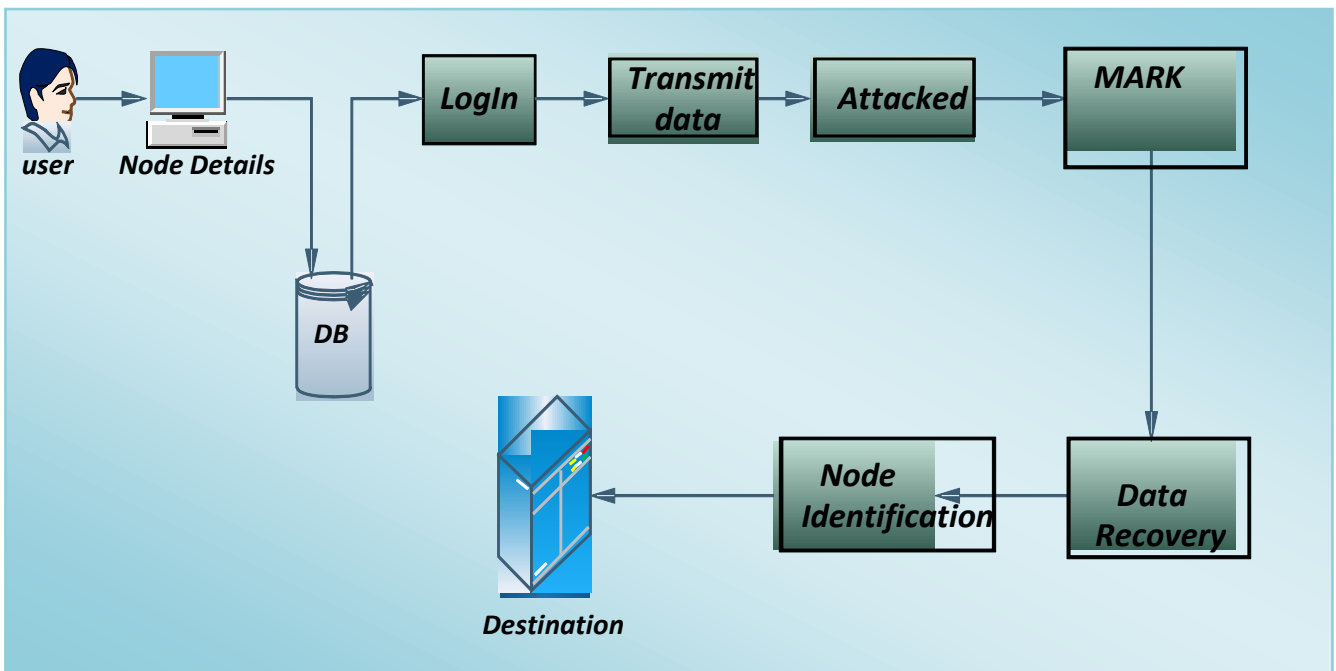 user
Node Details
DB
LogIn
Transmit
data
Attacked
MARK
Data
Recovery
Node
Identification
Destination